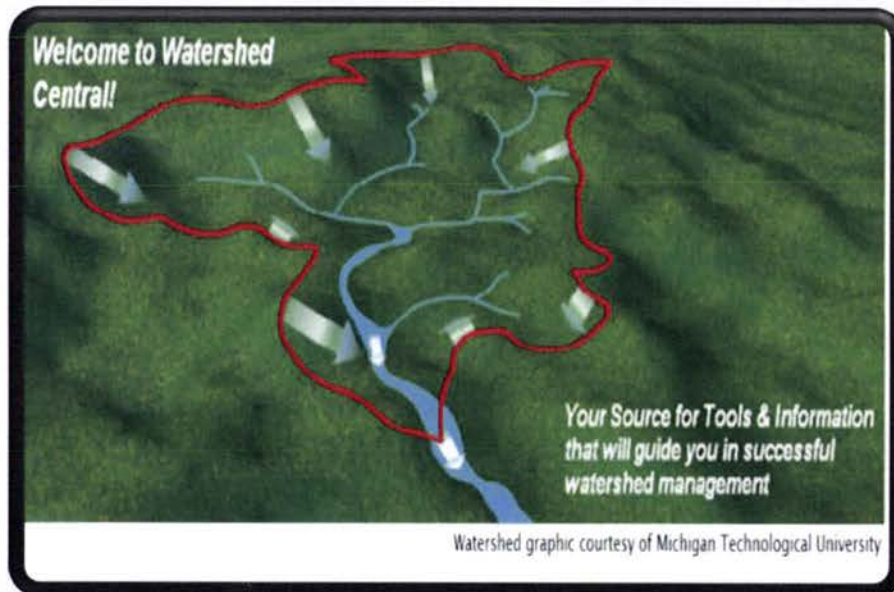 Welcome to Watershed
Central!
Your Source for Tools & Information
that will guide you in successful
watershed management
Watershed graphic courtesy of Michigan Technological University